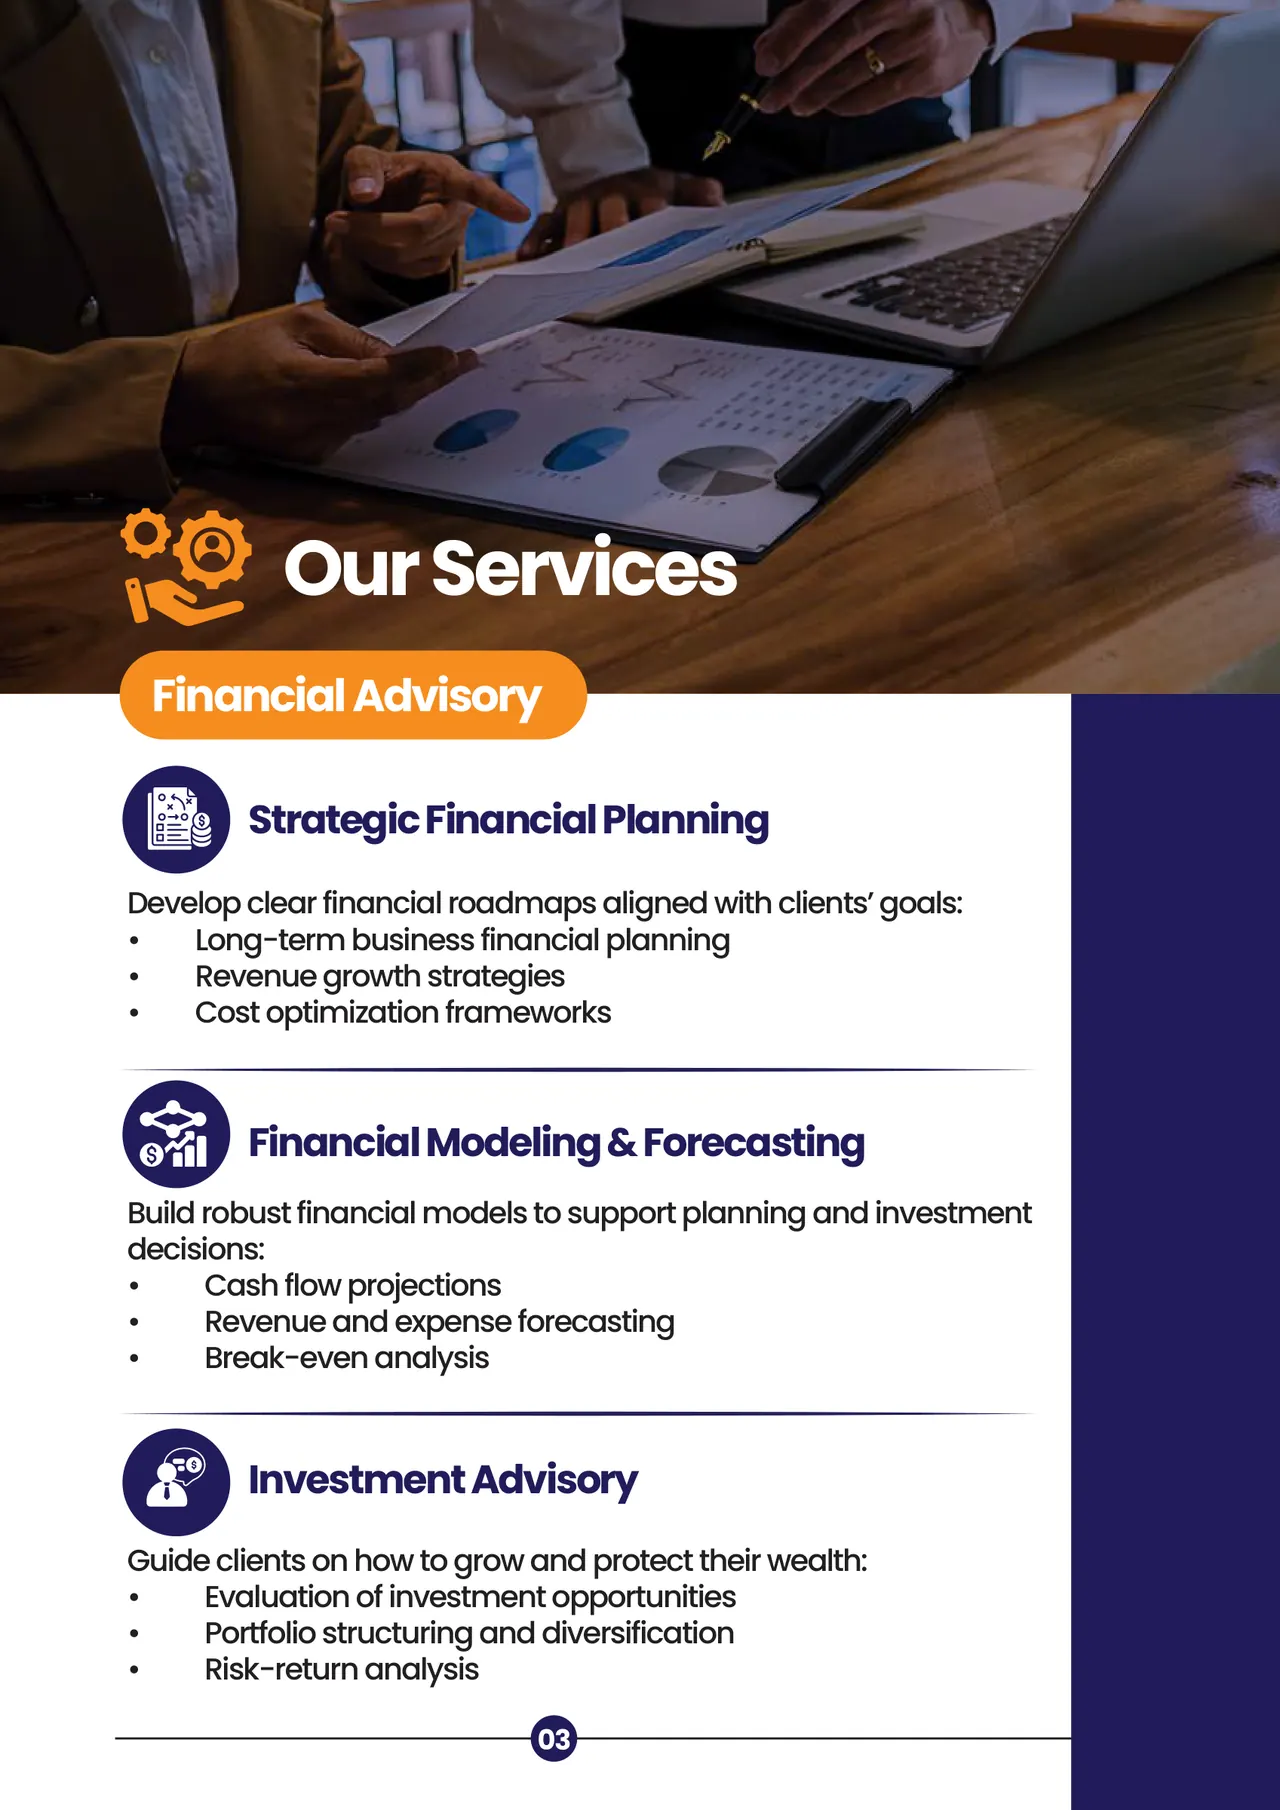 Our Services
Financial Advisory
Strategic Financial Planning
Develop clear financial roadmaps aligned with clients’ goals:
• Long-term business financial planning
• Revenue growth strategies
• Cost optimization frameworks
Financial Modeling & Forecasting
Build robust financial models to support planning and investment
decisions:
• Cash flow projections
• Revenue and expense forecasting
• Break-even analysis
Investment Advisory
Guide clients on how to grow and protect their wealth:
• Evaluation of investment opportunities
• Portfolio structuring and diversification
• Risk-return analysis
03